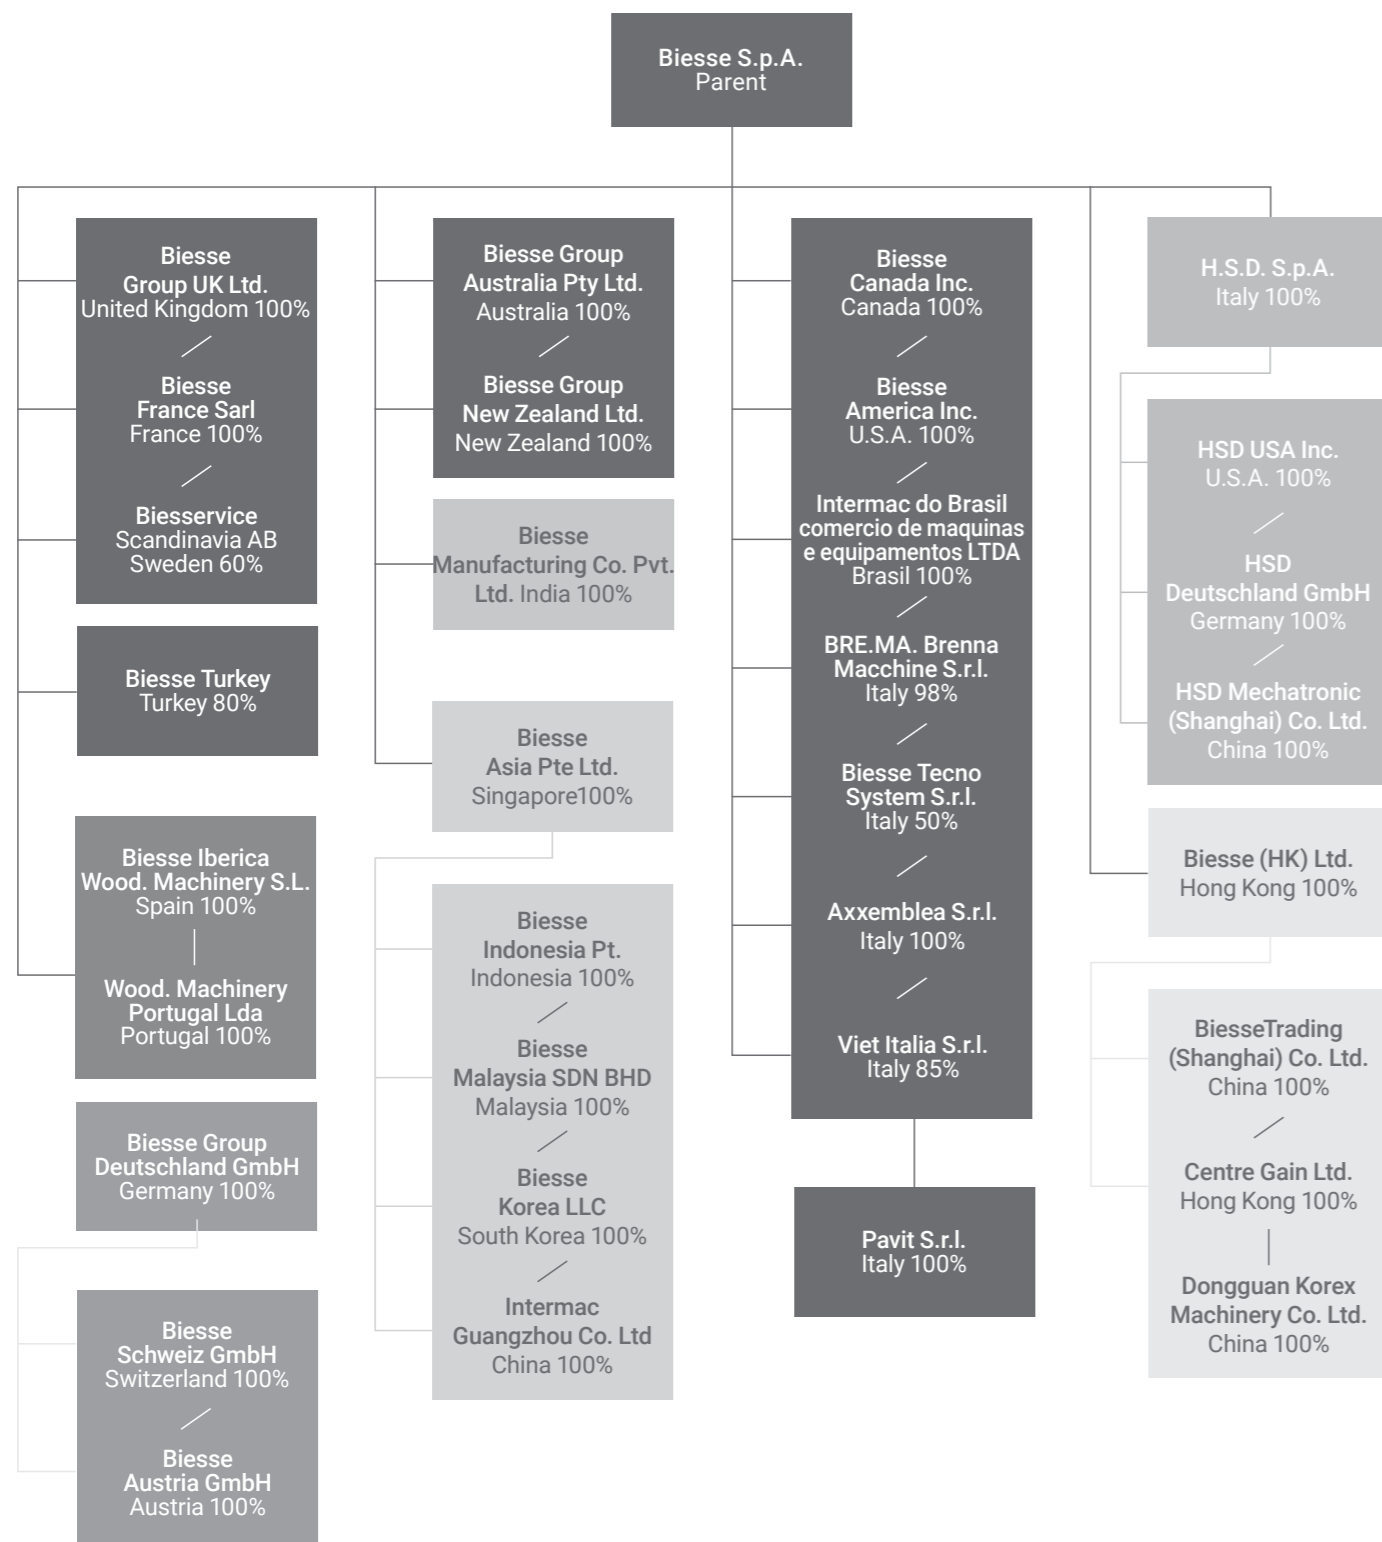 Biesse S.p.A.
Parent
Biesse
Group UK Ltd.
United Kingdom 100%
Biesse
France Sarl
France 100%
Biesservice
Scandinavia AB
Sweden 60%
Biesse Turkey
Turkey 80%
Biesse Iberica
Wood. Machinery S.L.
Spain 100%
Wood. Machinery
Portugal Lda
Portugal 100%
Biesse Group
Deutschland GmbH
Germany 100%
Biesse
Schweiz GmbH
Switzerland 100%
Biesse
Austria GmbH
Austria 100%
Biesse Group
Australia Pty Ltd.
Australia 100%
Biesse Group
New Zealand Ltd.
New Zealand 100%
Biesse
Manufacturing Co. Pvt.
Ltd. India 100%
Biesse
Asia Pte Ltd.
Singapore100%
Biesse
Indonesia Pt.
Indonesia 100%
Biesse
Malaysia SDN BHD
Malaysia 100%
Biesse
Korea LLC
South Korea 100%
Intermac
Guangzhou Co. Ltd
China 100%
Biesse
Canada Inc.
Canada 100%
Biesse
America Inc.
U.S.A. 100%
Intermac do Brasil
comercio de maquinas
e equipamentos LTDA
Brasil 100%
BRE.MA. Brenna
Macchine S.r.l.
Italy 98%
Biesse Tecno
System S.r.l.
Italy 50%
Axxemblea S.r.l.
Italy 100%
Viet Italia S.r.l.
Italy 85%
Pavit S.r.l.
Italy 100%
H.S.D. S.p.A.
Italy 100%
HSD USA Inc.
U.S.A. 100%
HSD
Deutschland GmbH
Germany 100%
HSD Mechatronic
(Shanghai) Co. Ltd.
China 100%
Biesse (HK) Ltd.
Hong Kong 100%
BiesseTrading
(Shanghai) Co. Ltd.
China 100%
Centre Gain Ltd.
Hong Kong 100%
Dongguan Korex
Machinery Co. Ltd.
China 100%